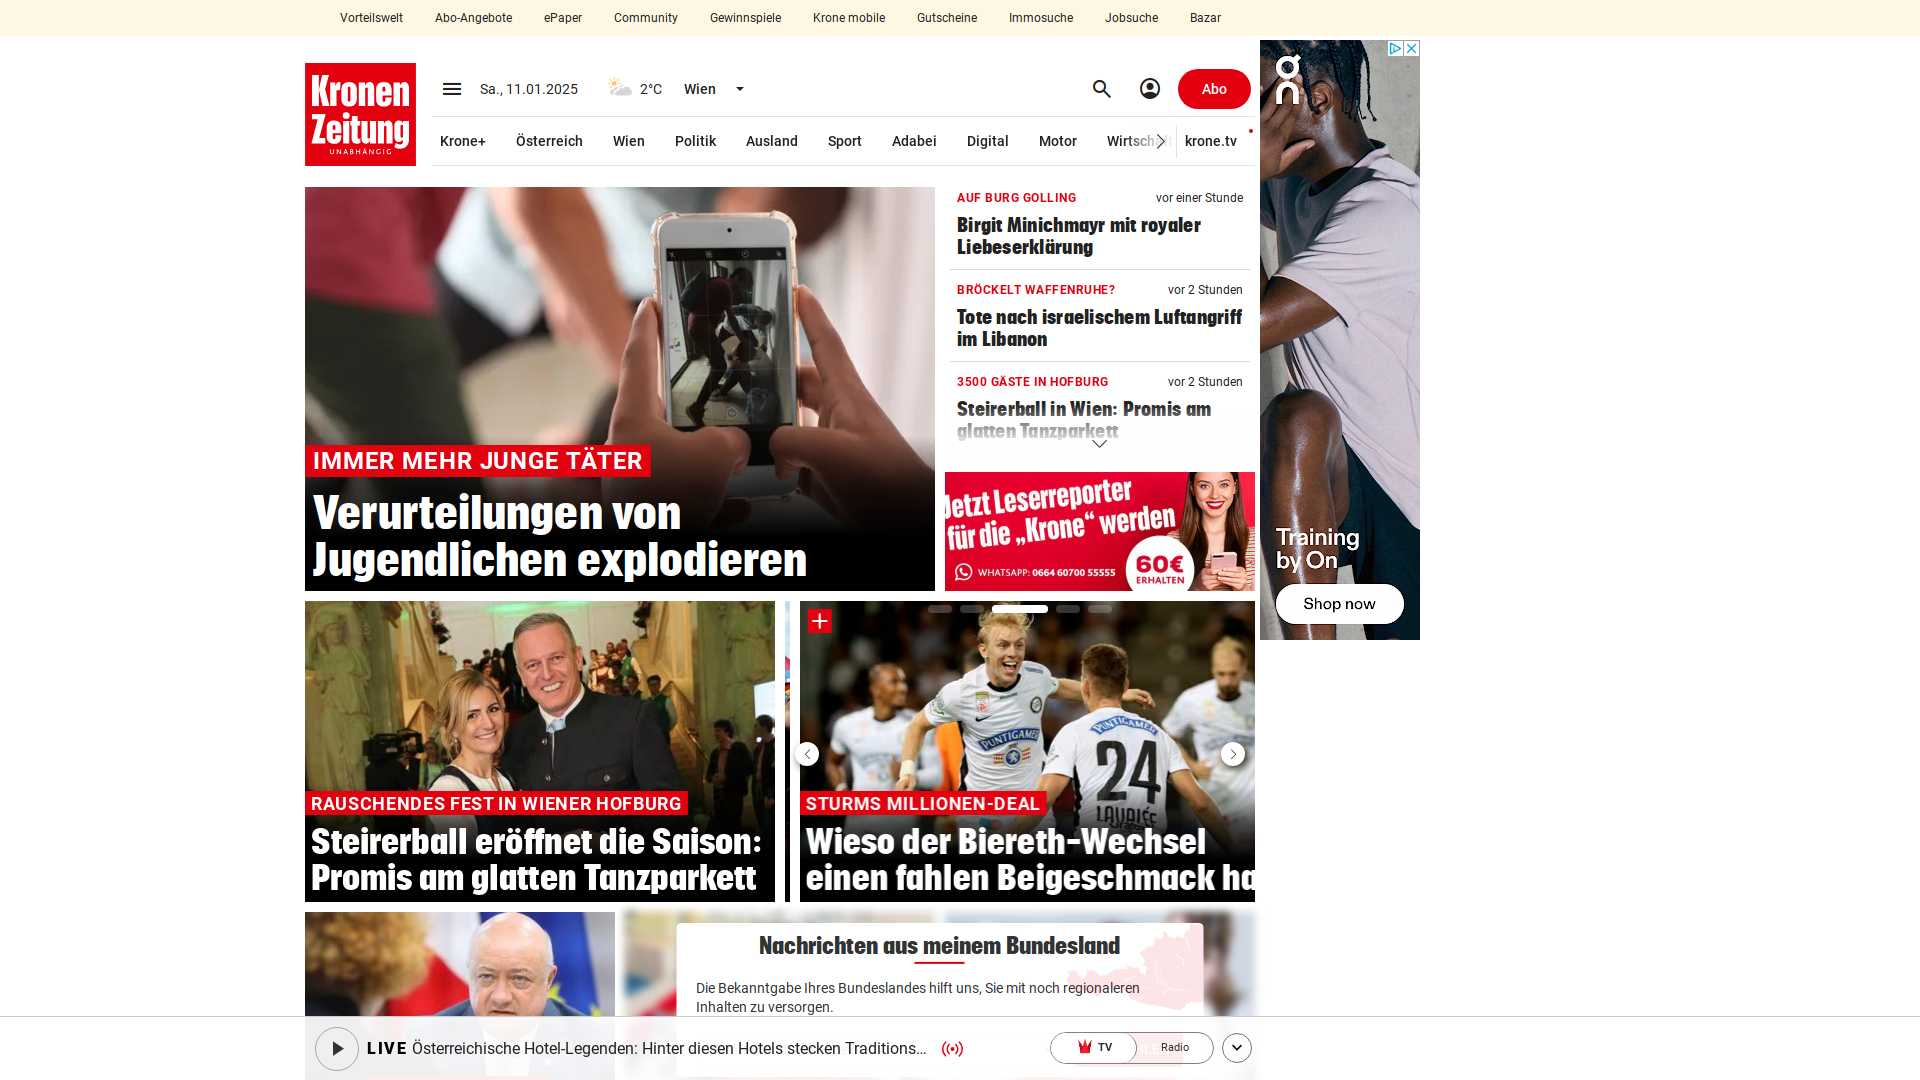 Vorteilswelt Abo-Angebote ePaper Community Gewinnspiele Krone mobile Gutscheine Immosuche Jobsuche Bazar
Kronen
Zeitung
UNABHÄNGIG
Sa., 11.01.2025 2°C Wien Abo
Krone+ Österreich Wien Politik Ausland Sport Adabei Digital Motor Wirtschaft krone.tv
IMMER MEHR JUNGE TÄTER
Verurteilungen von
Jugendlichen explodieren
AUF BURG GOLLING vor einer Stunde
Birgit Minichmayr mit royaler
Liebeserklärung
BRÖCKELT WAFFENRUHE? vor 2 Stunden
Tote nach israelischem Luftangriff
im Libanon
3500 GÄSTE IN HOFBURG vor 2 Stunden
Steirerball in Wien: Promis am
glatten Tanzparkett
Jetzt Leserreporter
für die „Krone“ werden
WHATSAPP: 0664 60700 55555
60€
ERHALTEN
On
Training
by On
Shop now
RAUSCHENDES FEST IN WIENER HOFBURG
Steirerball eröffnet die Saison:
Promis am glatten Tanzparkett
PUNTIGAMER
PUNTIGAMER
24
STURMS MILLIONEN-DEAL
Wieso der Biereth-Wechsel
einen fahlen Beigeschmack ha
Nachrichten aus meinem Bundesland
Die Bekanntgabe Ihres Bundeslandes hilft uns, Sie mit noch regionaleren
Inhalten zu versorgen.
LIVE Österreichische Hotel-Legenden: Hinter diesen Hotels stecken Traditions... TV Radio